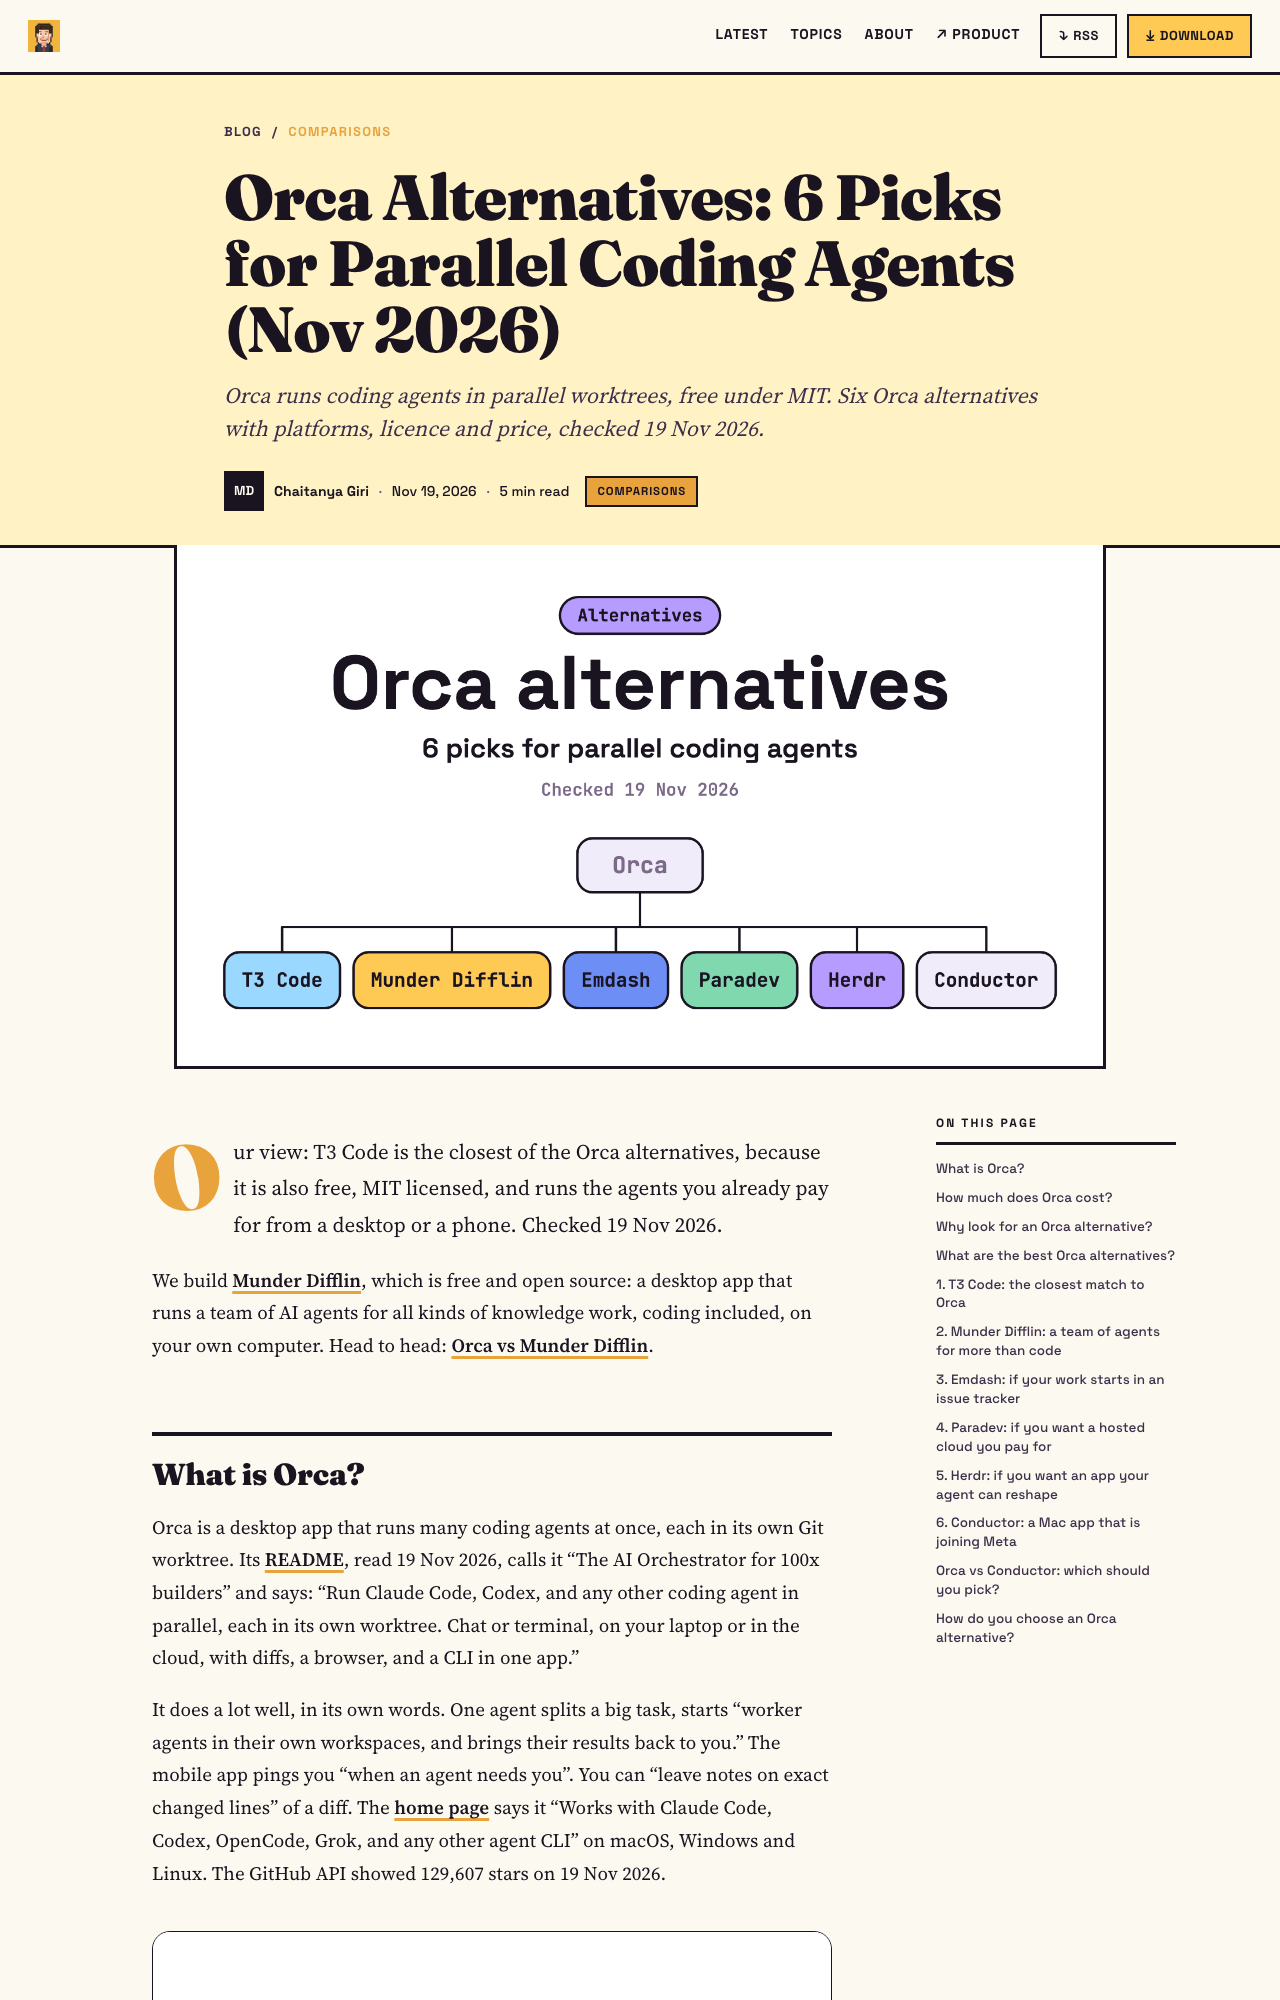 LATEST TOPICS ABOUT ↗ PRODUCT ⤵ RSS ⤓ DOWNLOAD
BLOG / COMPARISONS
Orca Alternatives: 6 Picks
for Parallel Coding Agents
(Nov 2026)
Orca runs coding agents in parallel worktrees, free under MIT. Six Orca alternatives
with platforms, licence and price, checked 19 Nov 2026.
MD Chaitanya Giri · Nov 19, 2026 · 5 min read COMPARISONS
Alternatives
Orca alternatives
6 picks for parallel coding agents
Checked 19 Nov 2026
Orca
T3 Code Munder Difflin Emdash Paradev Herdr Conductor
Our view: T3 Code is the closest of the Orca alternatives, because
it is also free, MIT licensed, and runs the agents you already pay
for from a desktop or a phone. Checked 19 Nov 2026.
We build Munder Difflin, which is free and open source: a desktop app that
runs a team of AI agents for all kinds of knowledge work, coding included, on
your own computer. Head to head: Orca vs Munder Difflin.
What is Orca?
Orca is a desktop app that runs many coding agents at once, each in its own Git
worktree. Its README, read 19 Nov 2026, calls it “The AI Orchestrator for 100x
builders” and says: “Run Claude Code, Codex, and any other coding agent in
parallel, each in its own worktree. Chat or terminal, on your laptop or in the
cloud, with diffs, a browser, and a CLI in one app.”
It does a lot well, in its own words. One agent splits a big task, starts “worker
agents in their own workspaces, and brings their results back to you.” The
mobile app pings you “when an agent needs you”. You can “leave notes on exact
changed lines” of a diff. The home page says it “Works with Claude Code,
Codex, OpenCode, Grok, and any other agent CLI” on macOS, Windows and
Linux. The GitHub API showed 129,607 stars on 19 Nov 2026.
ON THIS PAGE
What is Orca?
How much does Orca cost?
Why look for an Orca alternative?
What are the best Orca alternatives?
1. T3 Code: the closest match to
Orca
2. Munder Difflin: a team of agents
for more than code
3. Emdash: if your work starts in an
issue tracker
4. Paradev: if you want a hosted
cloud you pay for
5. Herdr: if you want an app your
agent can reshape
6. Conductor: a Mac app that is
joining Meta
Orca vs Conductor: which should
you pick?
How do you choose an Orca
alternative?